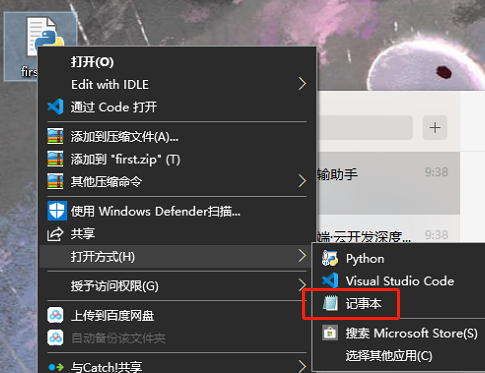 firs
打开(O)
Edit with IDLE
通过 Code 打开
添加到压缩文件(A)...
添加到 "first.zip" (T)
其他压缩命令
使用 Windows Defender扫描...
共享
打开方式(H)
授予访问权限(G)
上传到百度网盘
自动备份该文件夹
与Catch!共享
输助手 9:38
端·云开发深度... 9:38
Python
Visual Studio Code
记事本
搜索 Microsoft Store(S)
选择其他应用(C)